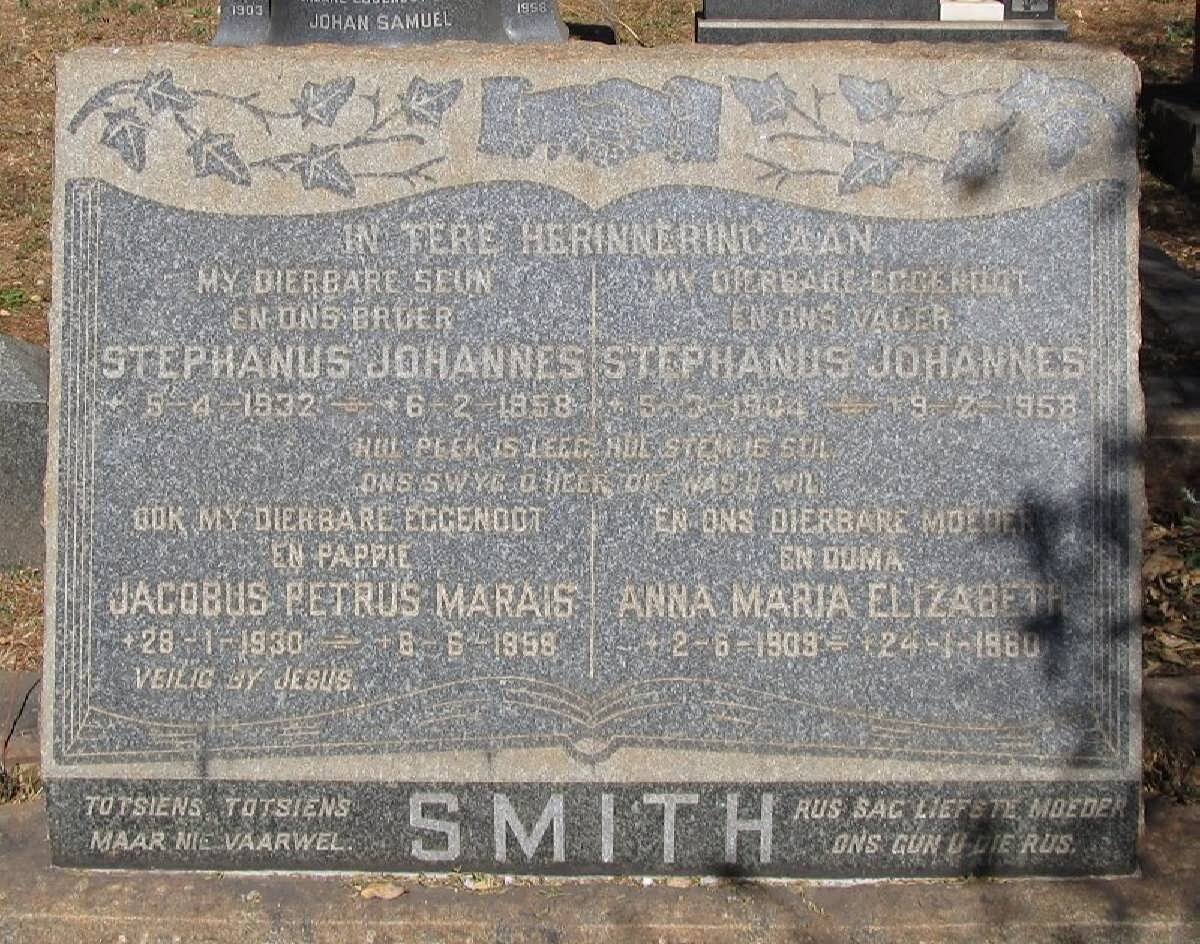 1903
JOHAN SAMUEL
1958
IN TERE HERINNERING AAN
MY DIERBARE SEUN
EN ONS BROER
STEPHANUS JOHANNES
* 5-4-1932 = +6-2-1958
MY DIERBARE EGGENOOT
EN ONS VADER
STEPHANUS JOHANNES
* 5-3-1904 = +9-2-1958
HUL PLEK IS LEEG, HUL STEM IS STIL.
ONS SWYG O HEER, DIT WAS U WIL.
OOK MY DIERBARE EGGENOOT
EN PAPPIE
JACOBUS PETRUS MARAIS
*28-1-1930 = +8-6-1959
VEILIG BY JESUS.
EN ONS DIERBARE MOEDER
EN OUMA
ANNA MARIA ELIZABETH
*2-6-1909 = +24-1-1960
TOTSIENS, TOTSIENS
MAAR NIE VAARWEL.
SMITH
RUS SAG LIEFSTE MOEDER
ONS GUN U DIE RUS.